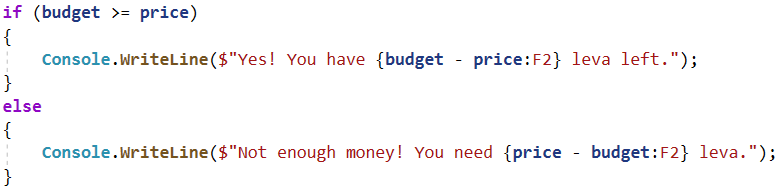 if (budget >= price)
{
    Console.WriteLine($"Yes! You have {budget - price:F2} leva left.");
}
else
{
    Console.WriteLine($"Not enough money! You need {price - budget:F2} leva.");
}